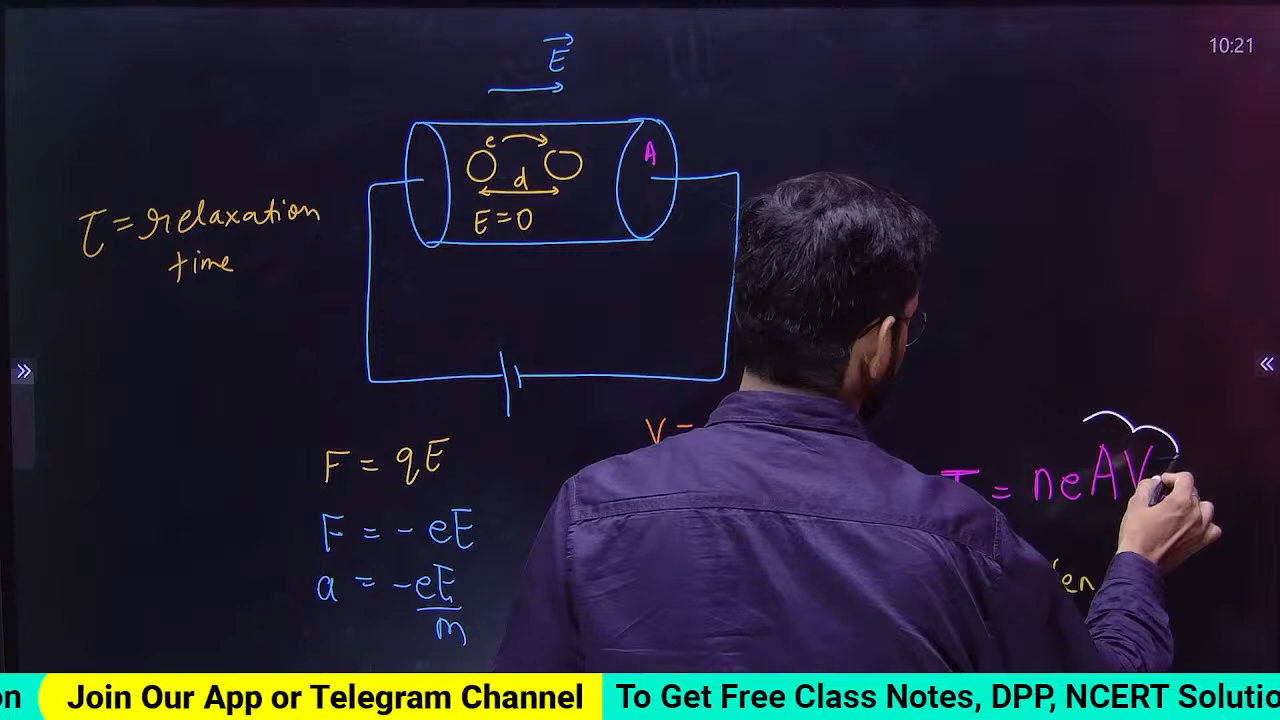 10:21
E
e
A
d
E = 0
τ = relaxation
time
V =
F = qE
= neAV
F = - eE
a = - eE
m
Join Our App or Telegram Channel
To Get Free Class Notes, DPP, NCERT